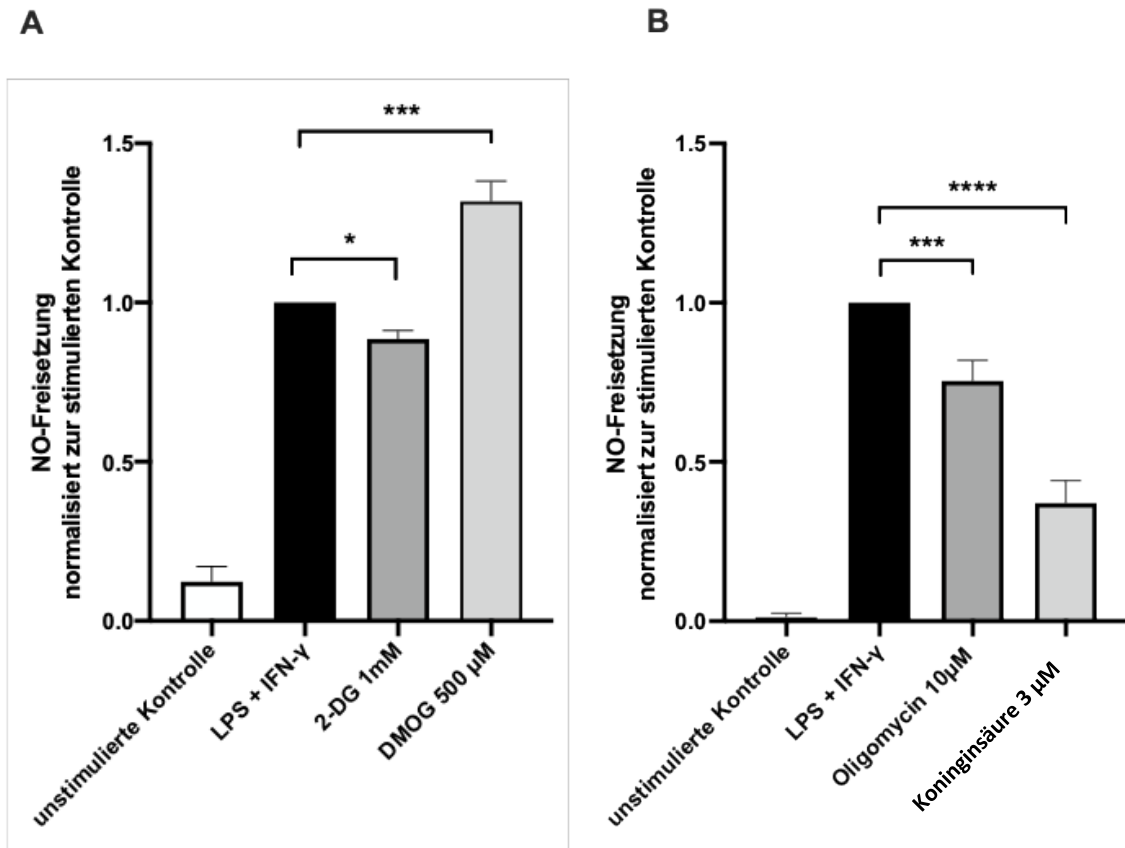 A
NO-Freisetzung
normalisiert zur stimulierten Kontrolle
1.5
1.0
0.5
0.0
***
*
unstimulierte Kontrolle
LPS + IFN-γ
2-DG 1mM
DMOG 500 µM
B
NO-Freisetzung
normalisiert zur stimulierten Kontrolle
1.5
1.0
0.5
0.0
****
***
unstimulierte Kontrolle
LPS + IFN-γ
Oligomycin 10µM
Koninginsäure 3 µM